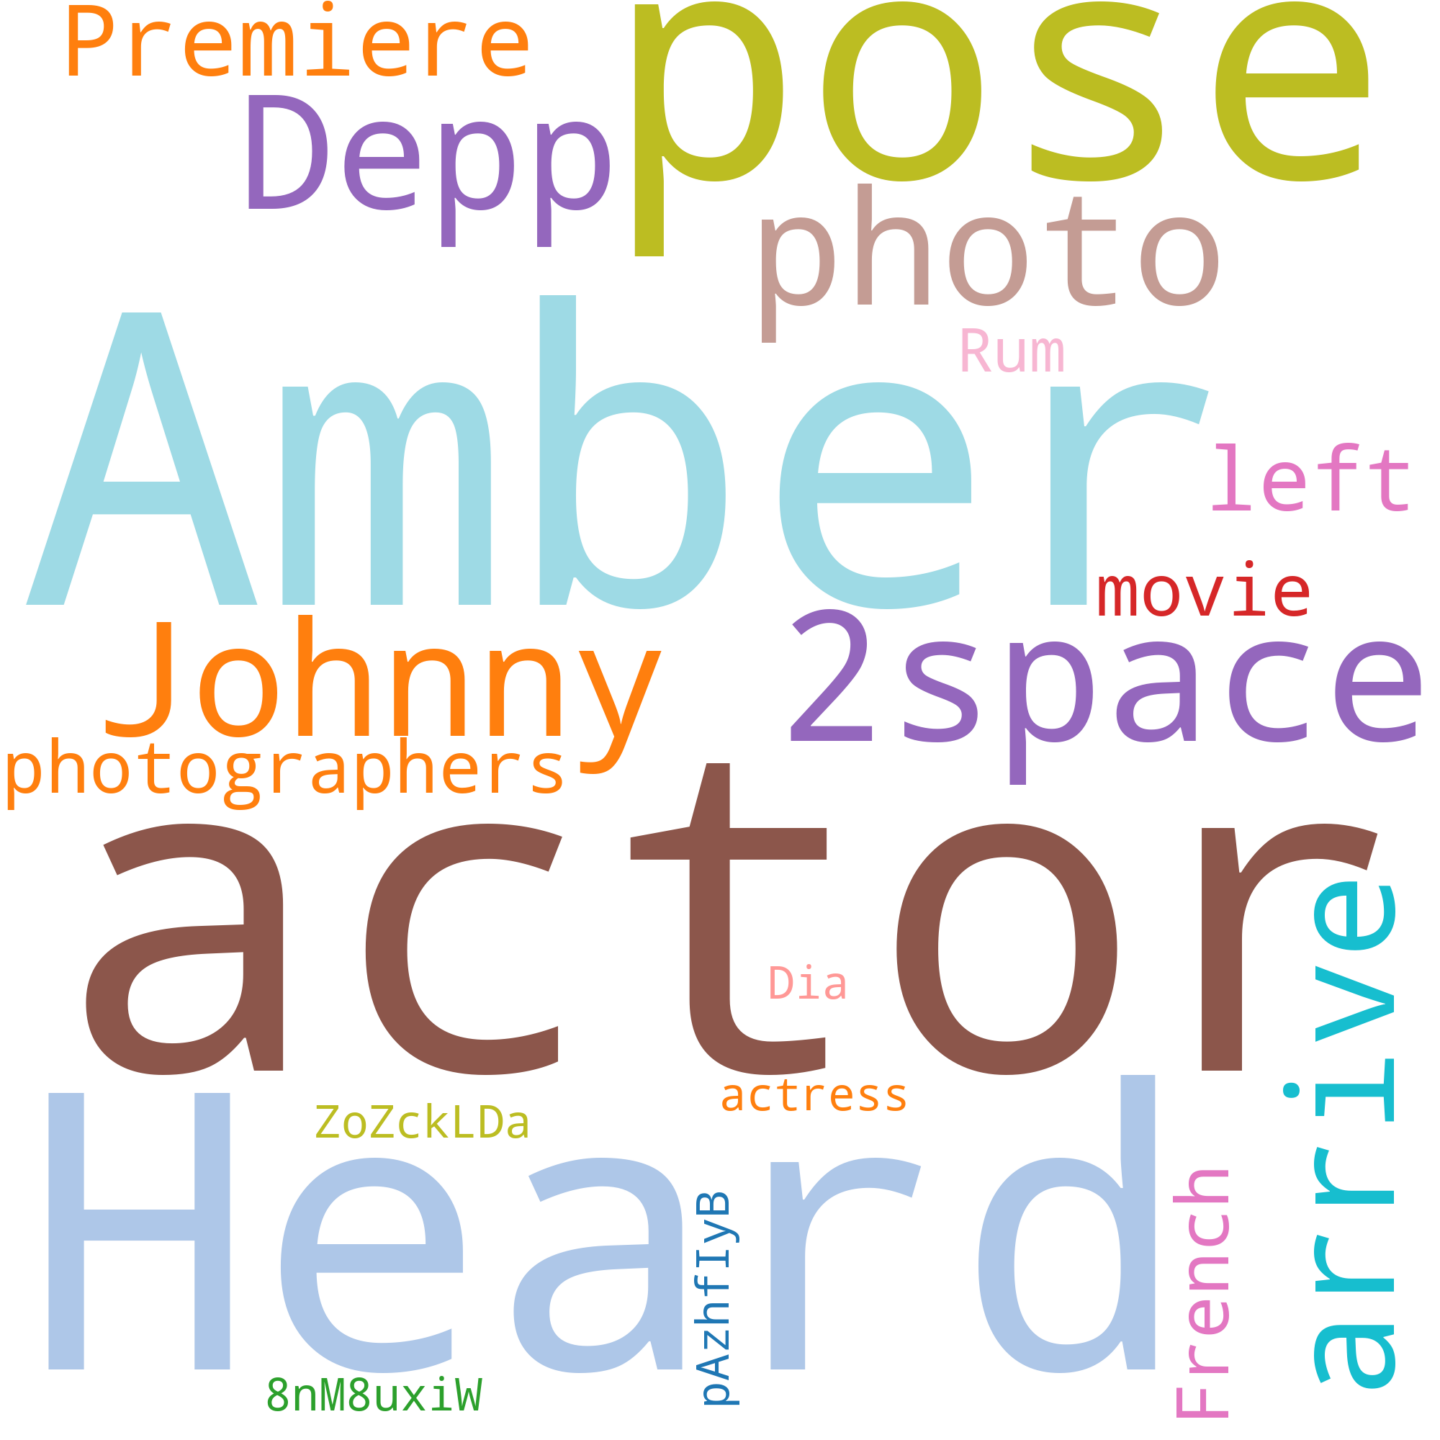 Premiere
pose
Depp
photo
Rum
Amber
left
movie
Johnny
2space
photographers
actor
arrive
Dia
actress
ZoZckLDa
Heard
French
pAzhfIyB
8nM8uxiW